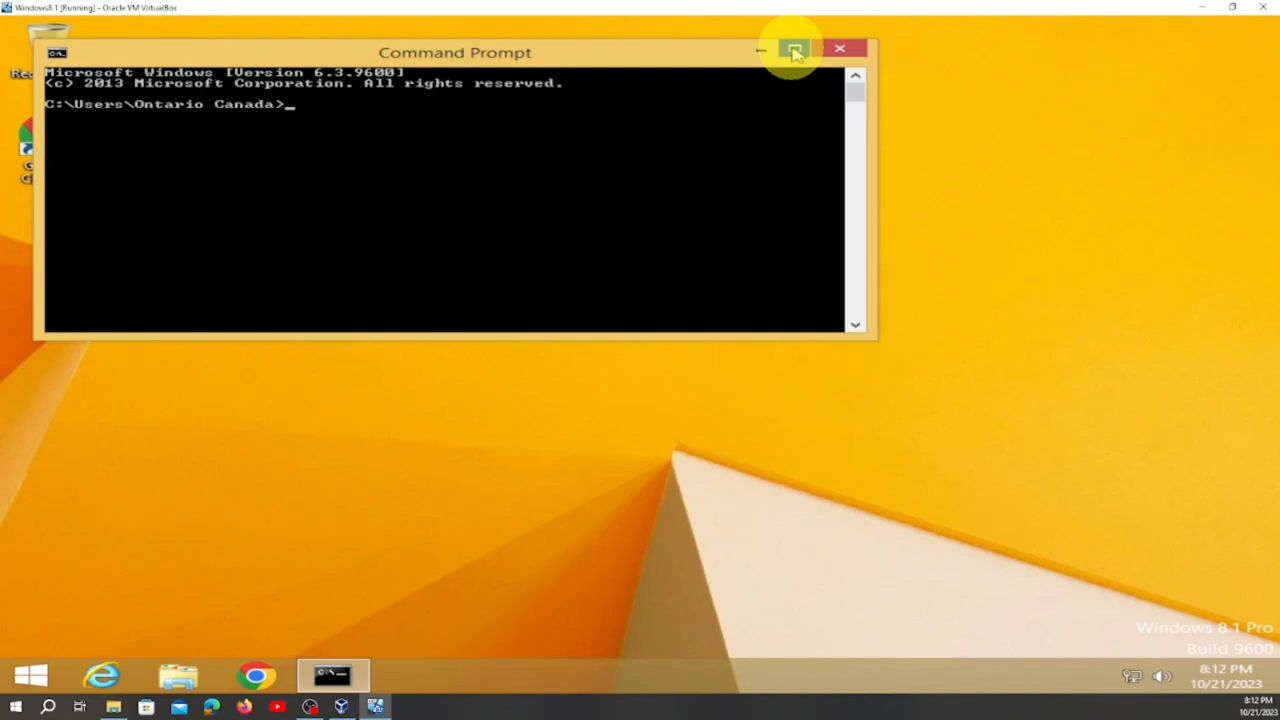 Windows8.1 [Running] - Oracle VM VirtualBox
Command Prompt
Microsoft Windows [Version 6.3.9600]
(c) 2013 Microsoft Corporation. All rights reserved.
C:\Users\Ontario Canada>_
Windows 8.1 Pro
Build 9600
8:12 PM
10/21/2023
8:12 PM
10/21/2023